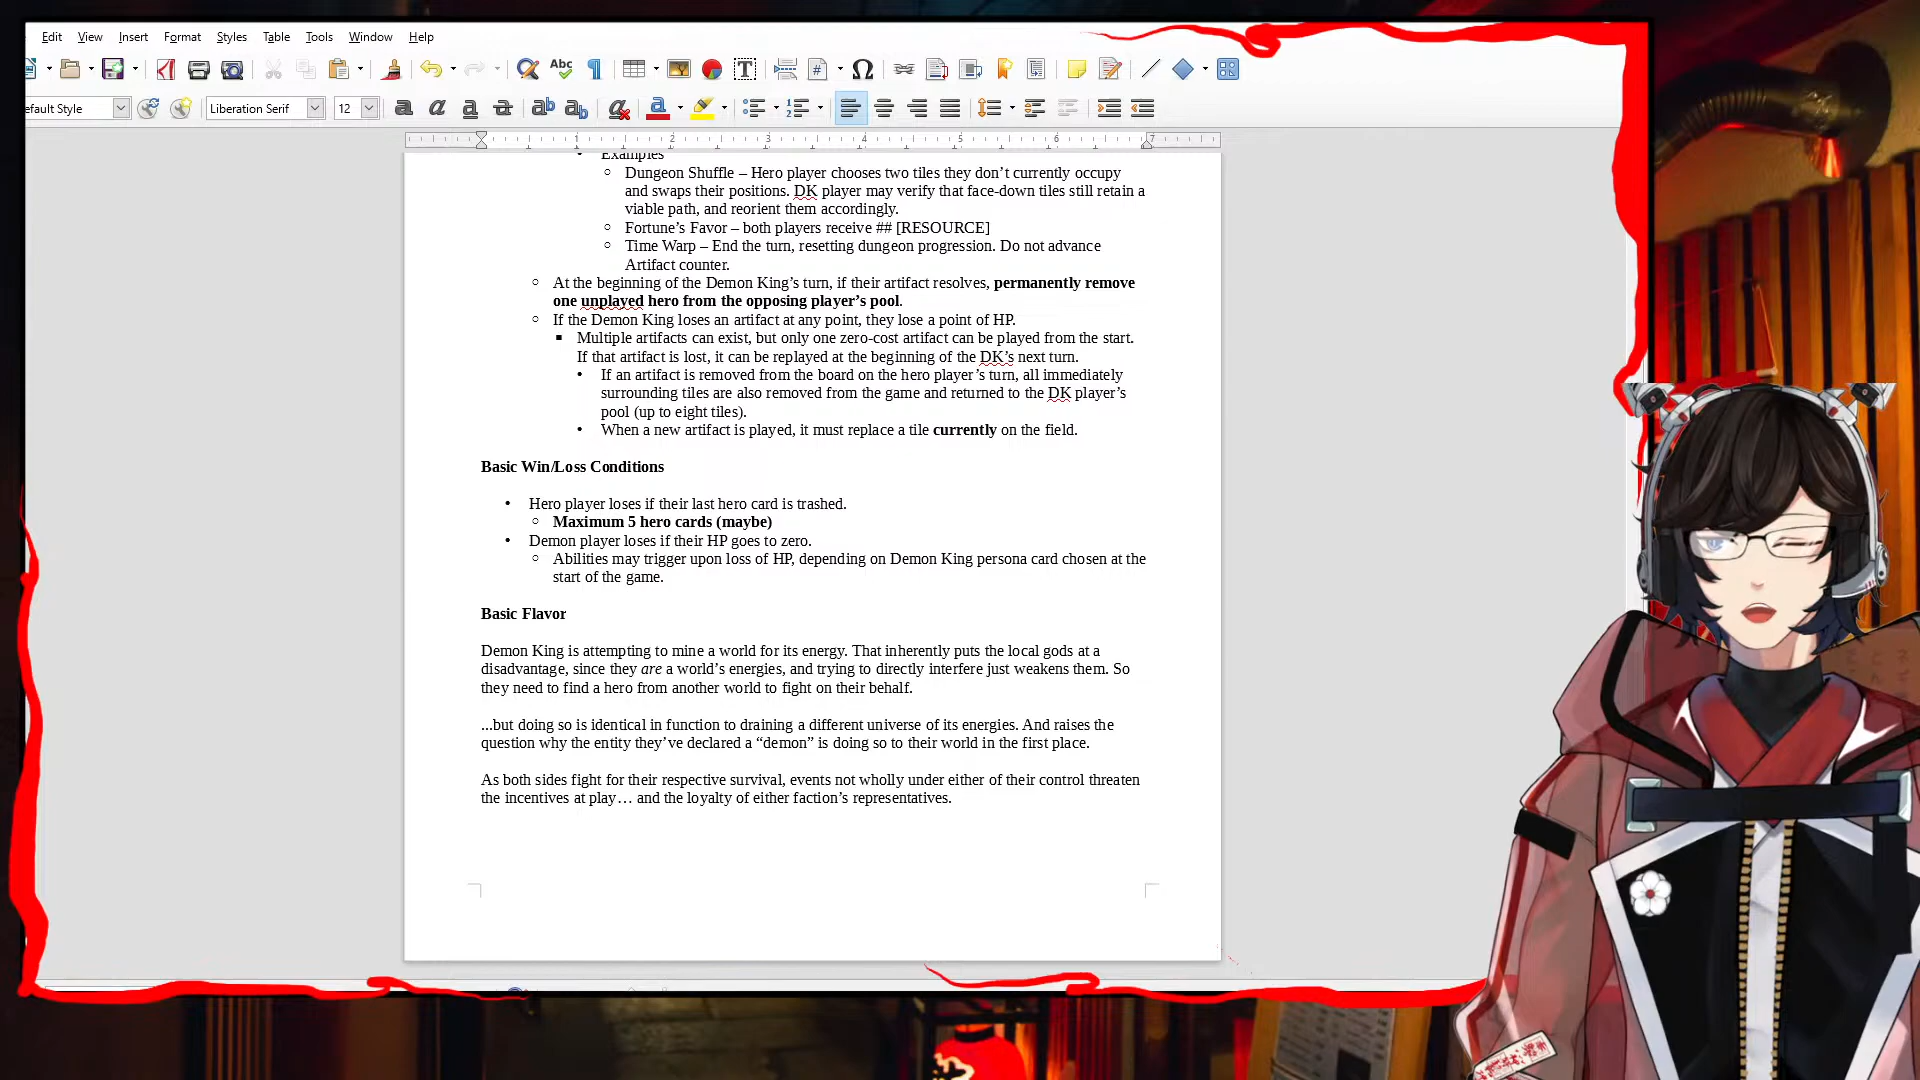 Edit View Insert Format Styles Table Tools Window Help
Abc
efault Style Liberation Serif 12
1 2 3 4 5 6 7
Examples
Dungeon Shuffle – Hero player chooses two tiles they don’t currently occupy
and swaps their positions. DK player may verify that face-down tiles still retain a
viable path, and reorient them accordingly.
Fortune’s Favor – both players receive ## [RESOURCE]
Time Warp – End the turn, resetting dungeon progression. Do not advance
Artifact counter.
At the beginning of the Demon King’s turn, if their artifact resolves, permanently remove
one unplayed hero from the opposing player’s pool.
If the Demon King loses an artifact at any point, they lose a point of HP.
Multiple artifacts can exist, but only one zero-cost artifact can be played from the start.
If that artifact is lost, it can be replayed at the beginning of the DK’s next turn.
If an artifact is removed from the board on the hero player’s turn, all immediately
surrounding tiles are also removed from the game and returned to the DK player’s
pool (up to eight tiles).
When a new artifact is played, it must replace a tile currently on the field.
Basic Win/Loss Conditions
Hero player loses if their last hero card is trashed.
Maximum 5 hero cards (maybe)
Demon player loses if their HP goes to zero.
Abilities may trigger upon loss of HP, depending on Demon King persona card chosen at the
start of the game.
Basic Flavor
Demon King is attempting to mine a world for its energy. That inherently puts the local gods at a
disadvantage, since they are a world’s energies, and trying to directly interfere just weakens them. So
they need to find a hero from another world to fight on their behalf.
...but doing so is identical in function to draining a different universe of its energies. And raises the
question why the entity they’ve declared a “demon” is doing so to their world in the first place.
As both sides fight for their respective survival, events not wholly under either of their control threaten
the incentives at play… and the loyalty of either faction’s representatives.